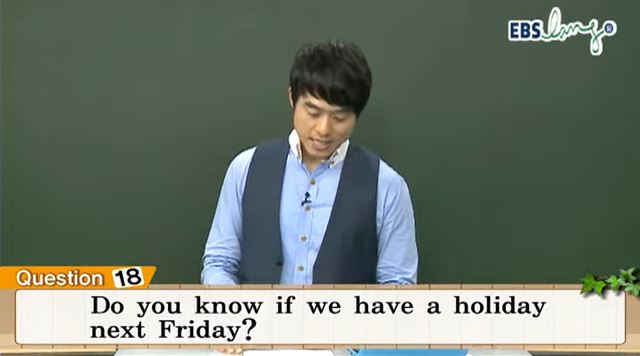 EBSlang
Question 18
Do you know if we have a holiday
next Friday?